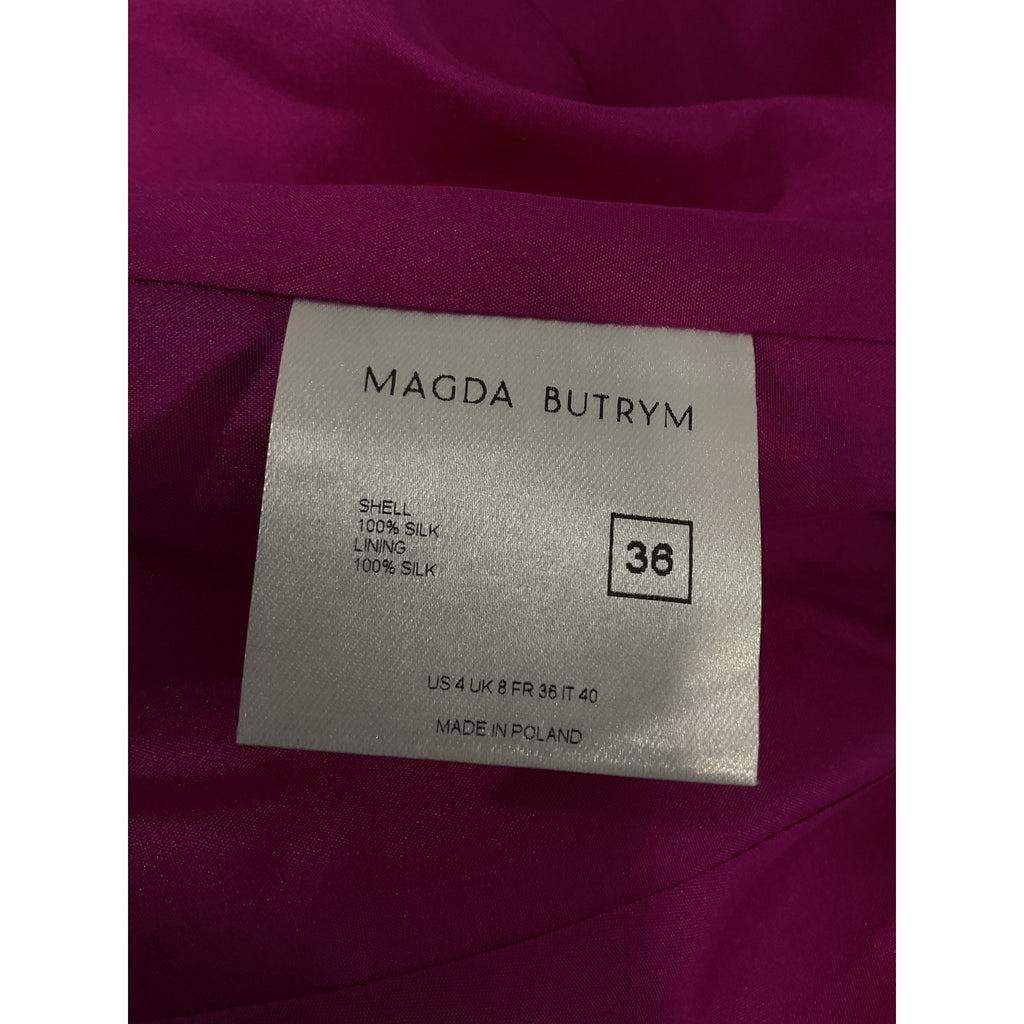 MAGDA BUTRYM
SHELL
100% SILK
LINING
100% SILK
36
US 4 UK 8 FR 36 IT 40
MADE IN POLAND